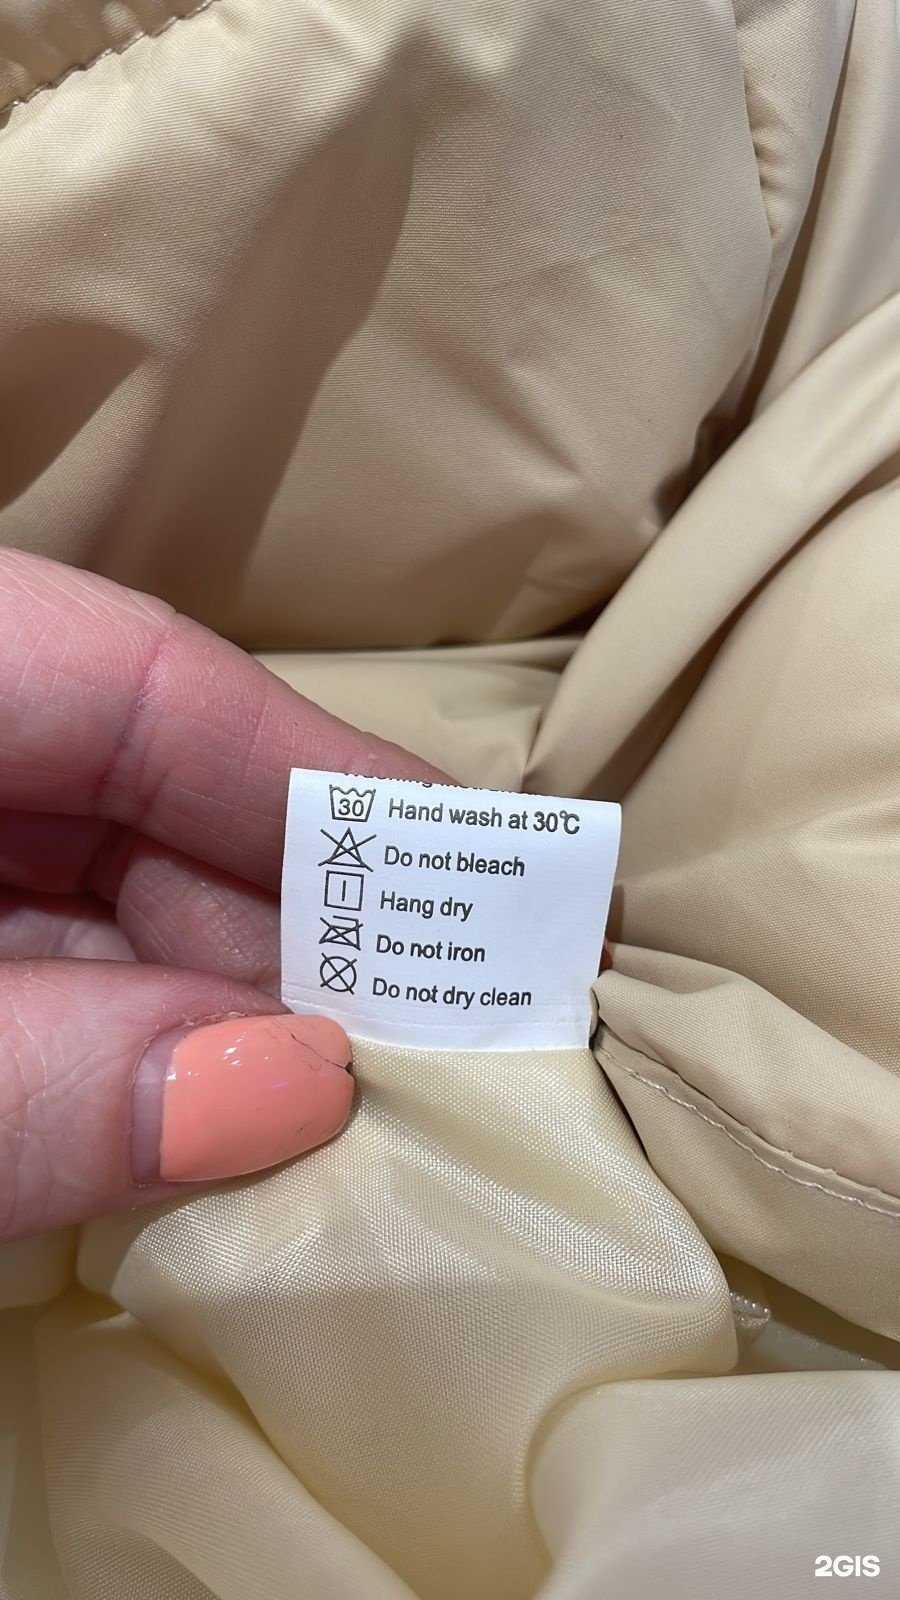 30 Hand wash at 30°C
Do not bleach
Hang dry
Do not iron
Do not dry clean
2GIS